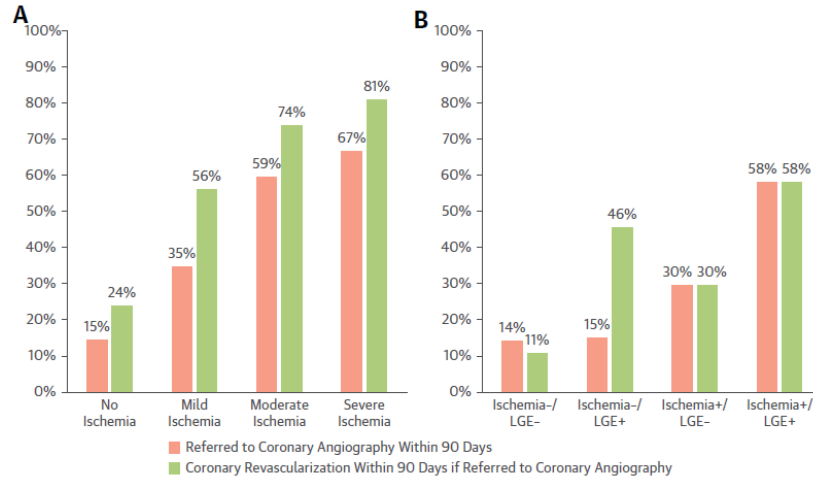 A
100%
90%
80%
70%
60%
50%
40%
30%
20%
10%
0%
15%
24%
35%
56%
59%
74%
67%
81%
No
Ischemia
Mild
Ischemia
Moderate
Ischemia
Severe
Ischemia
B
100%
90%
80%
70%
60%
50%
40%
30%
20%
10%
0%
14%
11%
15%
46%
30%
30%
58%
58%
Ischemia–/
LGE–
Ischemia–/
LGE+
Ischemia+/
LGE–
Ischemia+/
LGE+
Referred to Coronary Angiography Within 90 Days
Coronary Revascularization Within 90 Days if Referred to Coronary Angiography